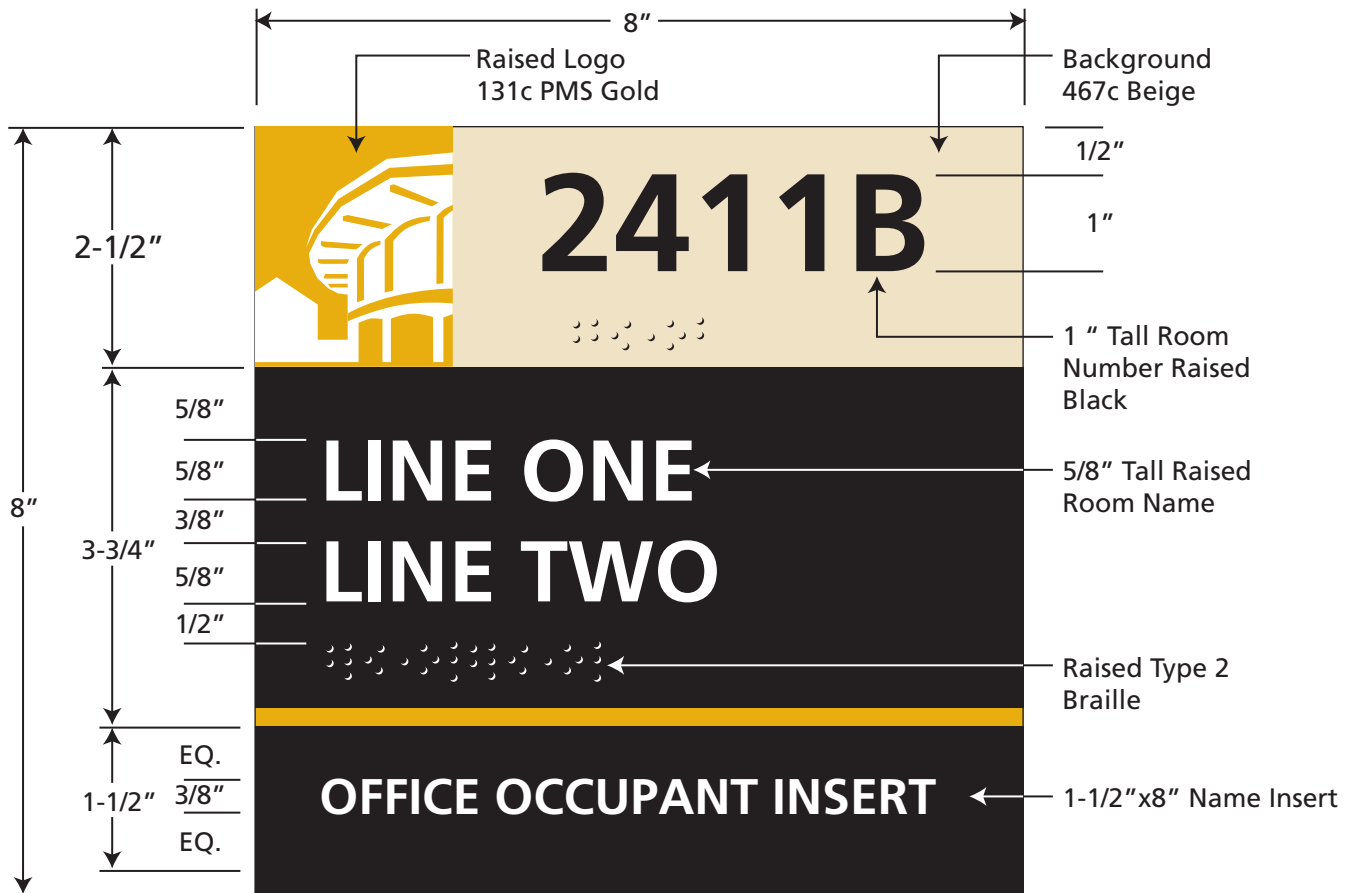 8”
Raised Logo
131c PMS Gold
Background
467c Beige
1/2”
2411B
1”
2-1/2”
1 “ Tall Room
Number Raised
Black
5/8”
LINE ONE
5/8”
5/8” Tall Raised
Room Name
8”
3/8”
3-3/4”
LINE TWO
5/8”
1/2”
Raised Type 2
Braille
EQ.
1-1/2”
3/8”
OFFICE OCCUPANT INSERT
1-1/2”x8” Name Insert
EQ.